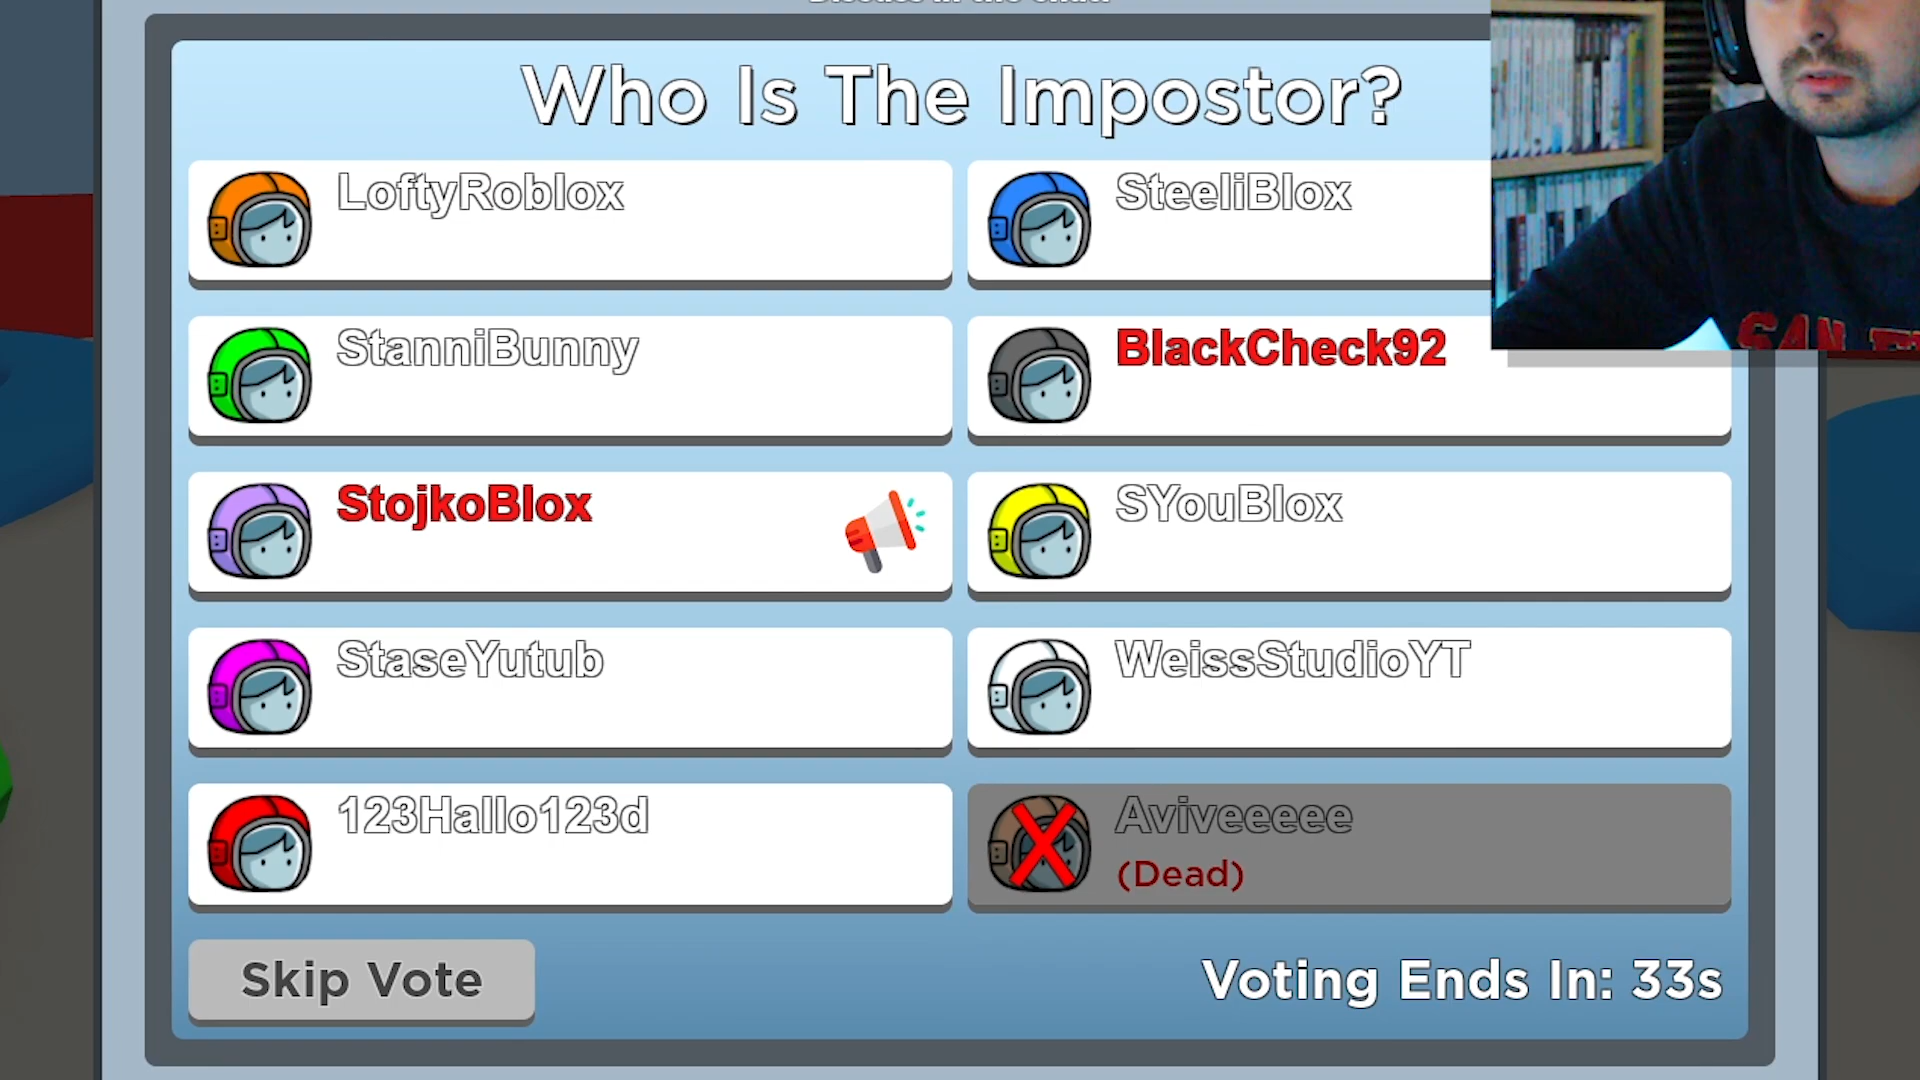 Who Is The Impostor?
LoftyRoblox
SteeliBlox
StanniBunny
BlackCheck92
StojkoBlox
SYouBlox
StaseYutub
WeissStudioYT
123Hallo123d
Aviveeeee
(Dead)
Skip Vote
Voting Ends In: 33s
SAN